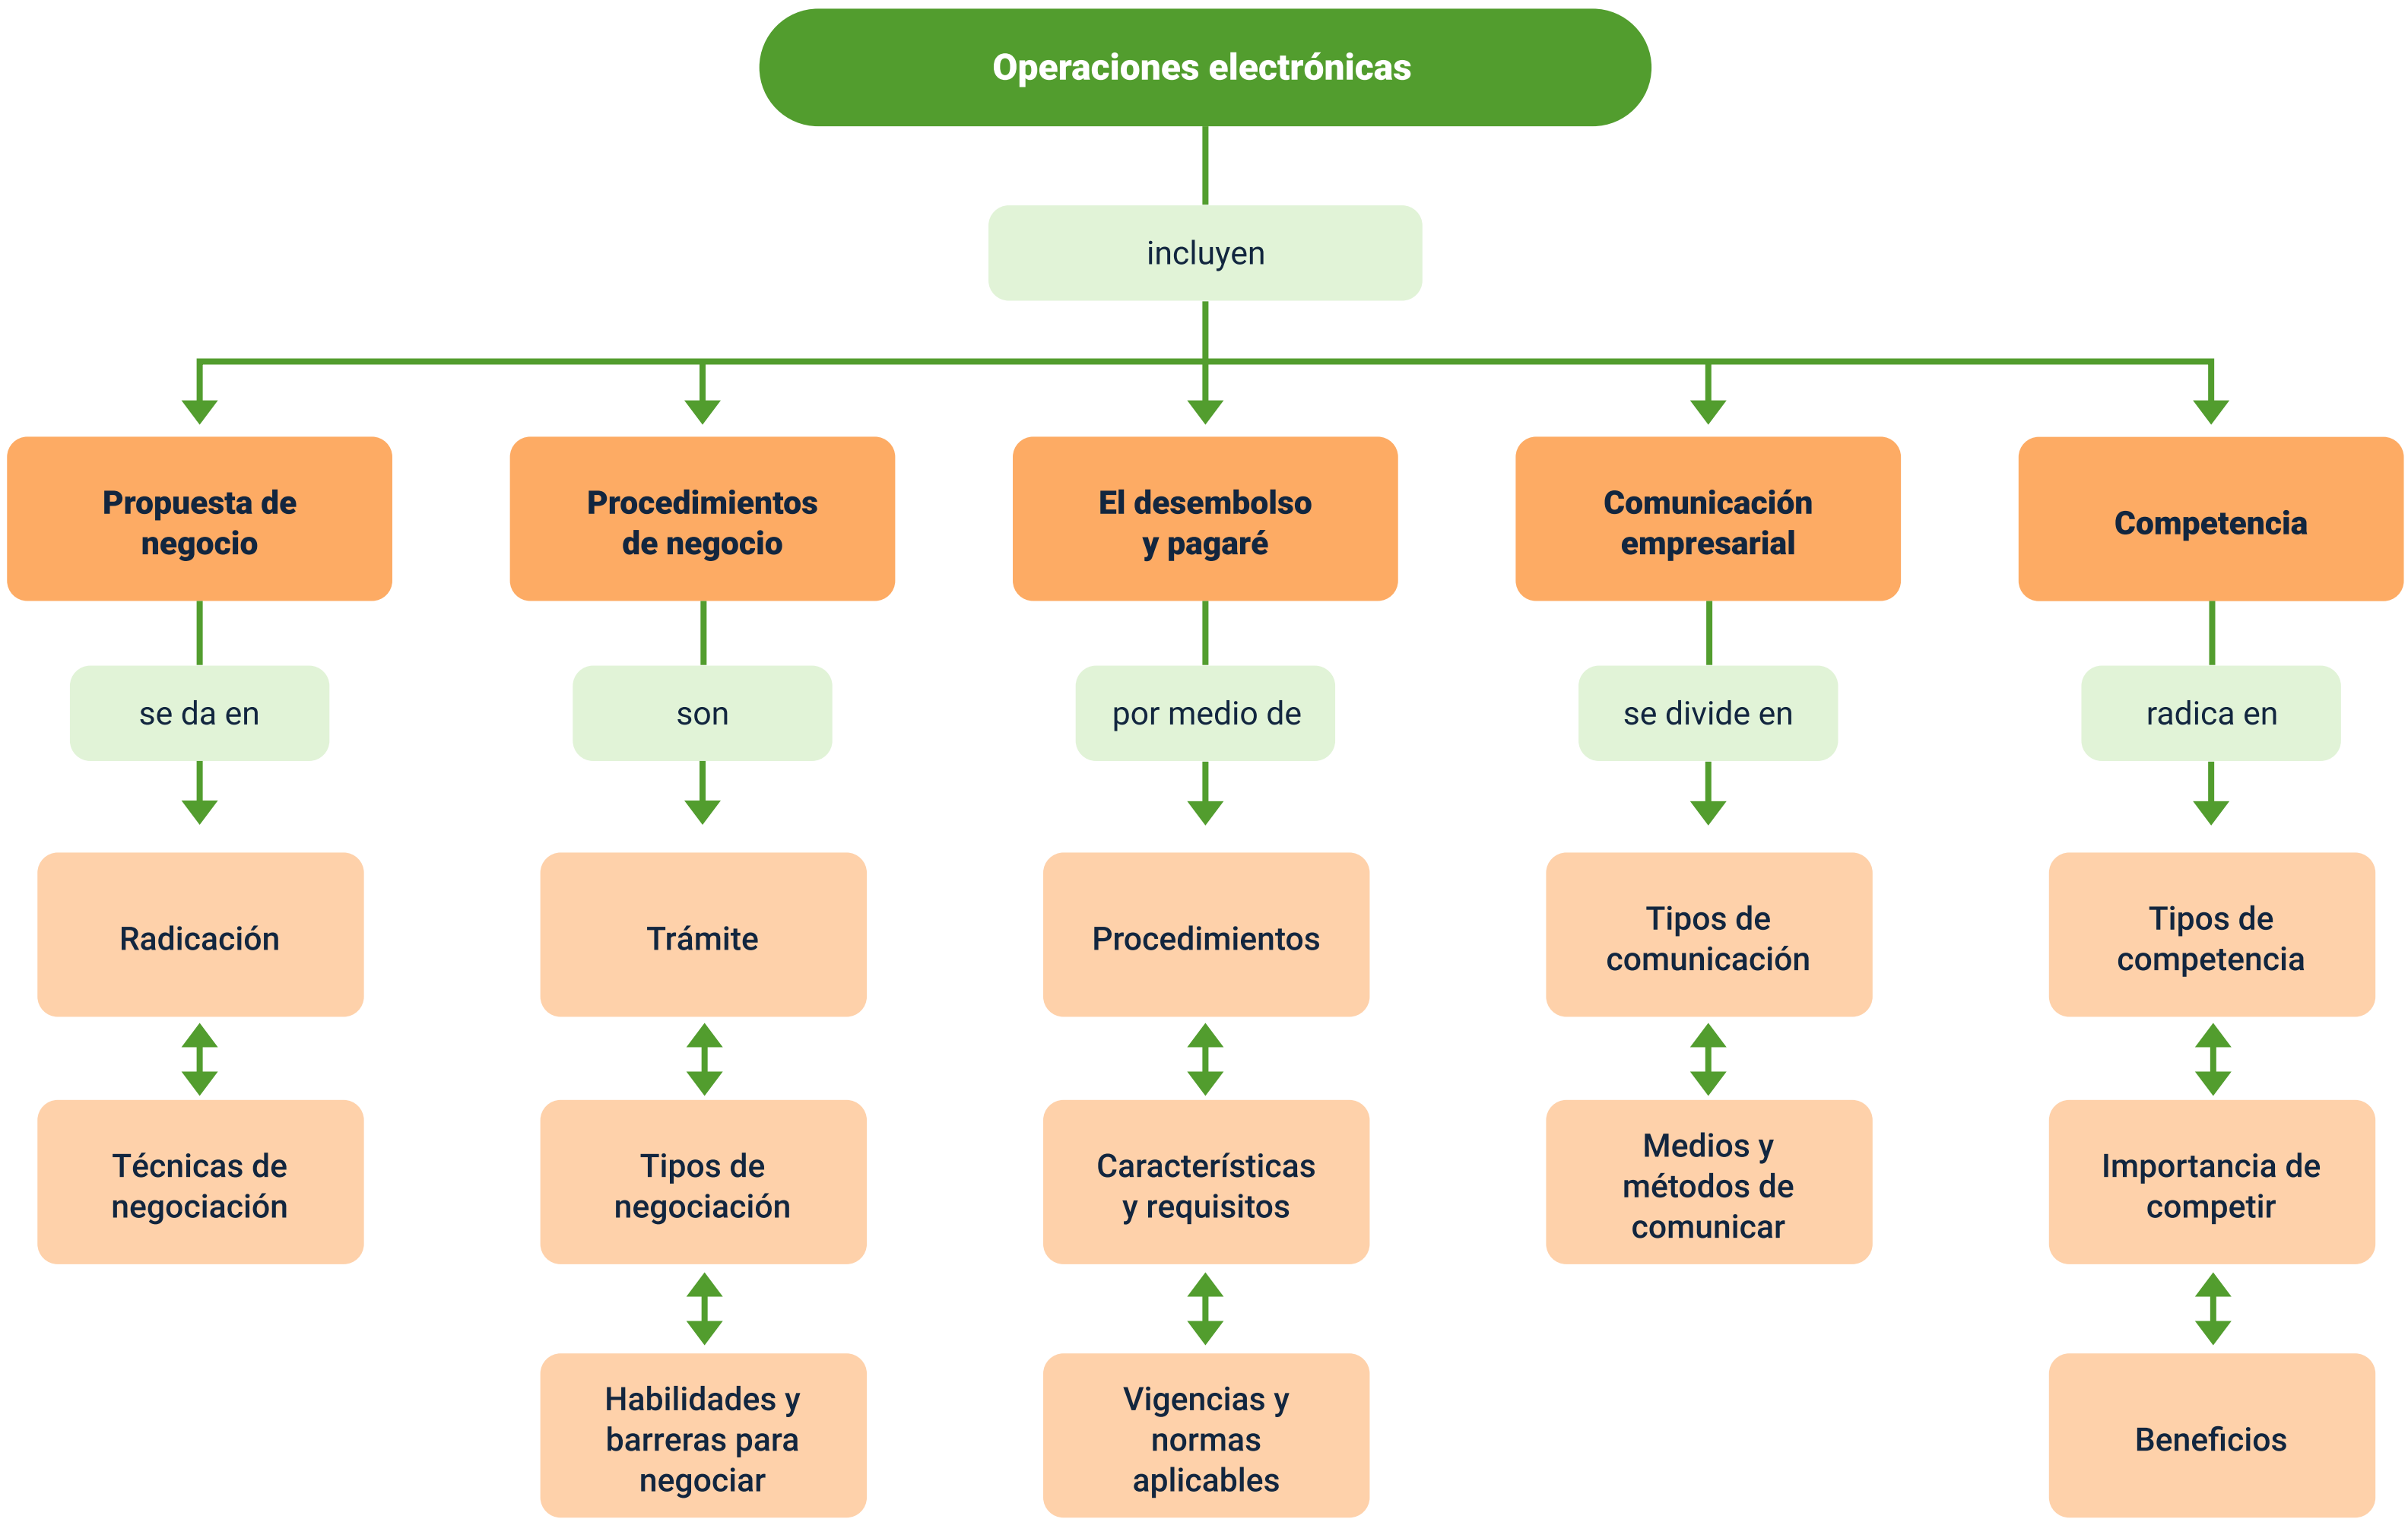 Operaciones electrónicas
incluyen
Propuesta de
negocio
Procedimientos
de negocio
El desembolso
y pagaré
Comunicación
empresarial
Competencia
se da en
son
por medio de
se divide en
radica en
Radicación
Trámite
Procedimientos
Tipos de
comunicación
Tipos de
competencia
Técnicas de
negociación
Tipos de
negociación
Características
y requisitos
Medios y
métodos de
comunicar
Importancia de
competir
Habilidades y
barreras para
negociar
Vigencias y
normas
aplicables
Beneficios